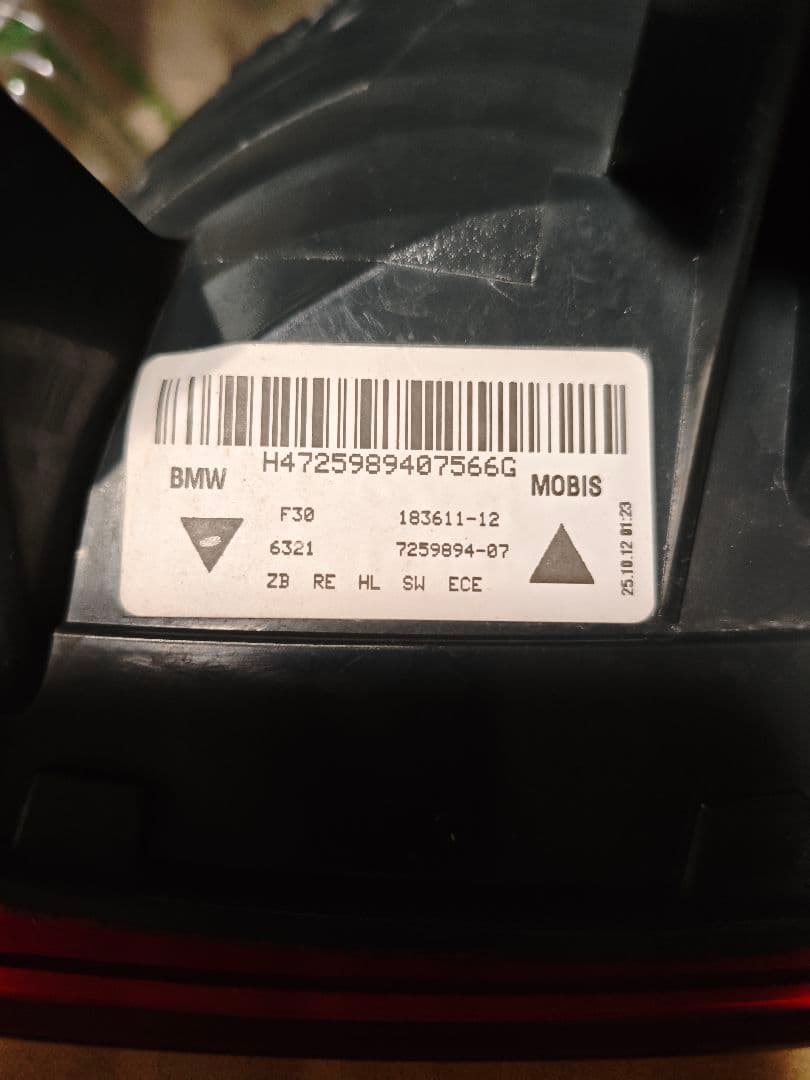 H4725989407566G
BMW MOBIS
F30 183611-12
6321 7259894-07
ZB RE HL SW ECE
25.10.12 01:23